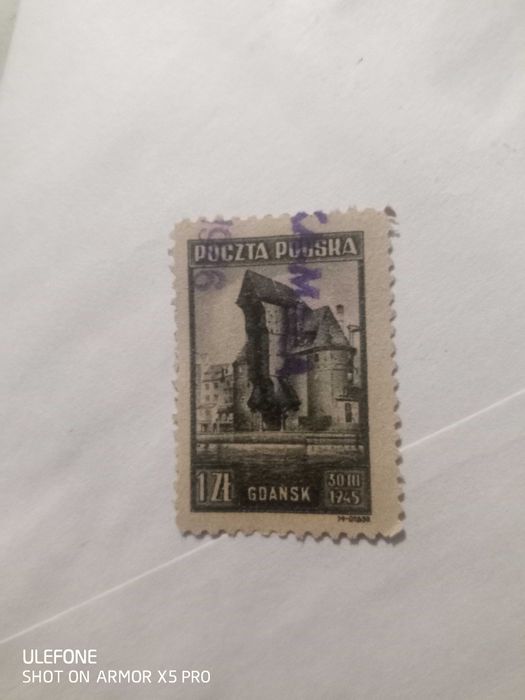 POCZTA POLSKA
1 ZŁ
GDAŃSK
30 III
1945
ULEFONE
SHOT ON ARMOR X5 PRO